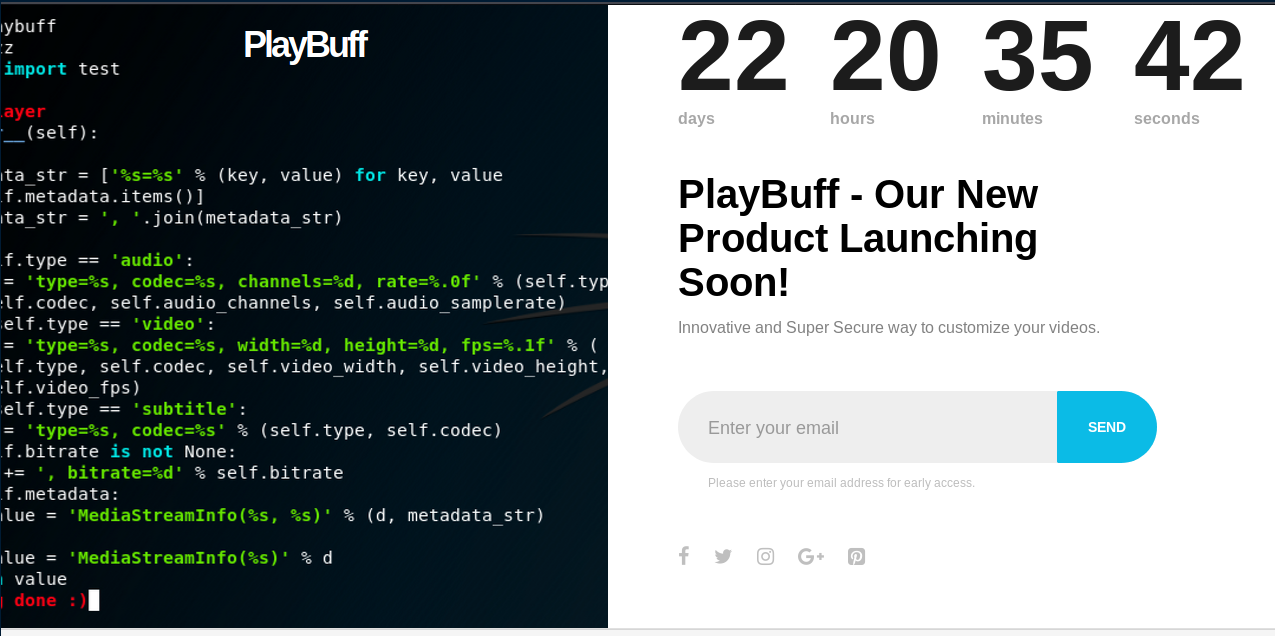 PlayBuff
ybuff
import test
ayer
__(self):
ata_str = ['%s=%s' % (key, value) for key, value
f.metadata.items()]
ata_str = ', '.join(metadata_str)
lf.type == 'audio':
= 'type=%s, codec=%s, channels=%d, rate=%.0f' % (self.typ
elf.codec, self.audio_channels, self.audio_samplerate)
self.type == 'video':
= 'type=%s, codec=%s, width=%d, height=%d, fps=%.1f' % (
elf.type, self.codec, self.video_width, self.video_height,
elf.video_fps)
self.type == 'subtitle':
= 'type=%s, codec=%s' % (self.type, self.codec)
lf.bitrate is not None:
+= ', bitrate=%d' % self.bitrate
lf.metadata:
alue = 'MediaStreamInfo(%s, %s)' % (d, metadata_str)
alue = 'MediaStreamInfo(%s)' % d
value
done :)
22 20 35 42
days hours minutes seconds
PlayBuff - Our New
Product Launching
Soon!
Innovative and Super Secure way to customize your videos.
Enter your email SEND
Please enter your email address for early access.